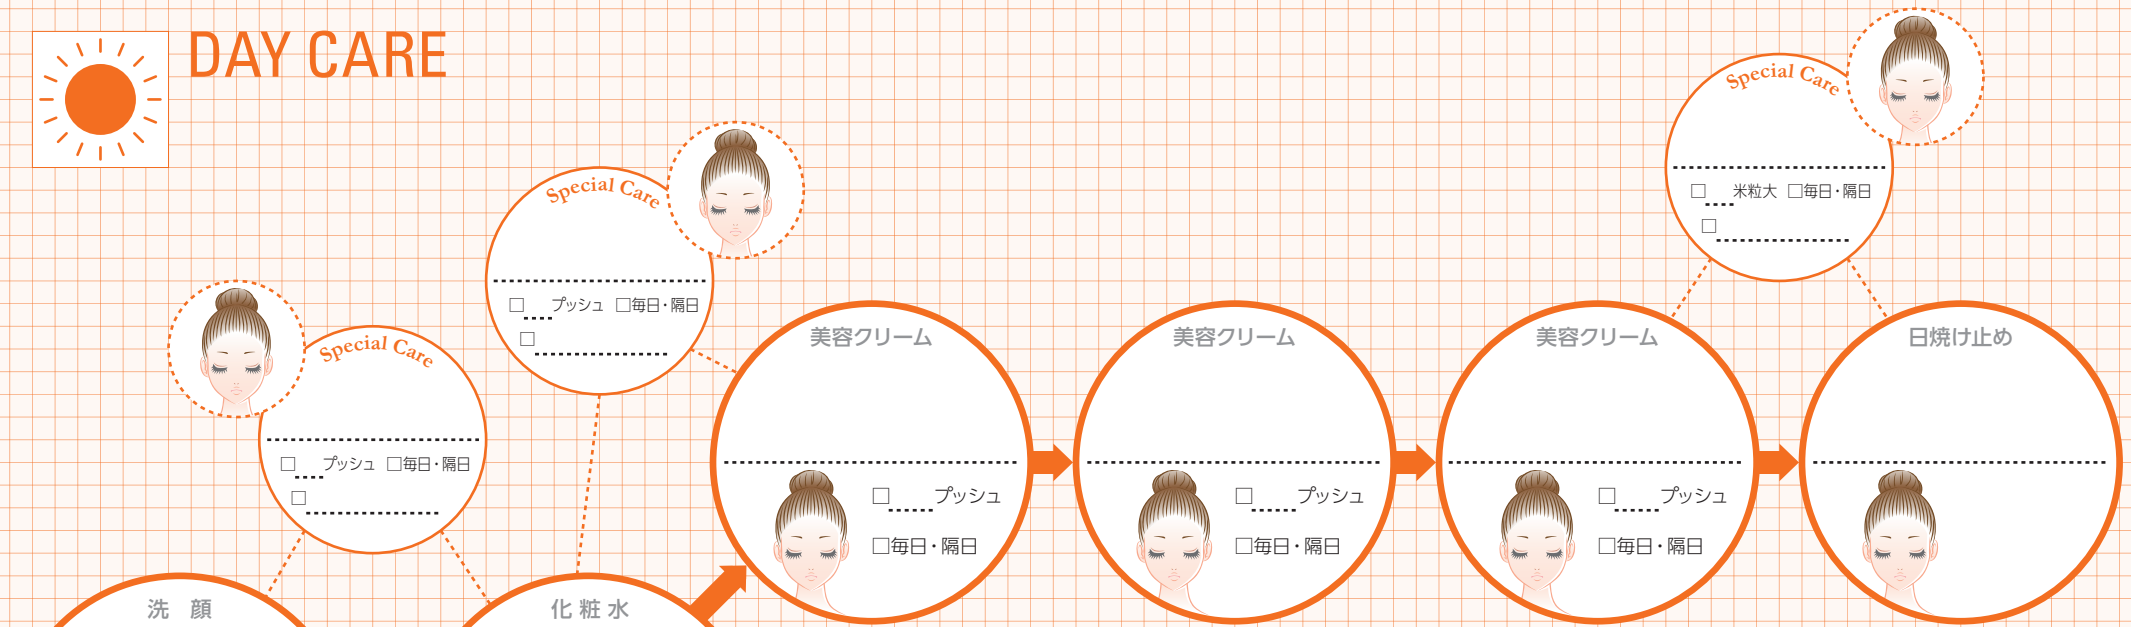 DAY CARE
Special Care
□プッシュ □毎日・隔日
□
Special Care
□プッシュ □毎日・隔日
□
Special Care
□米粒大 □毎日・隔日
□
洗 顔
化粧水
美容クリーム
□プッシュ
□毎日・隔日
美容クリーム
□プッシュ
□毎日・隔日
美容クリーム
□プッシュ
□毎日・隔日
日焼け止め